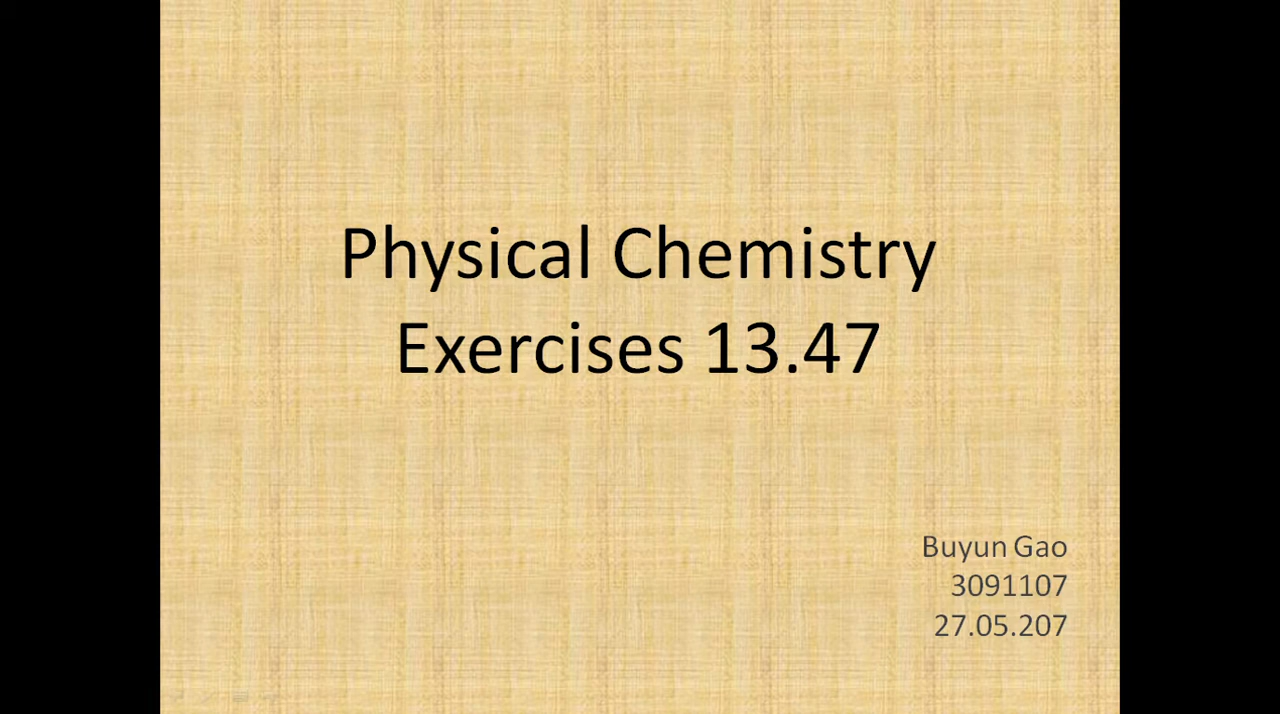 Physical Chemistry
Exercises 13.47
Buyun Gao
3091107
27.05.207